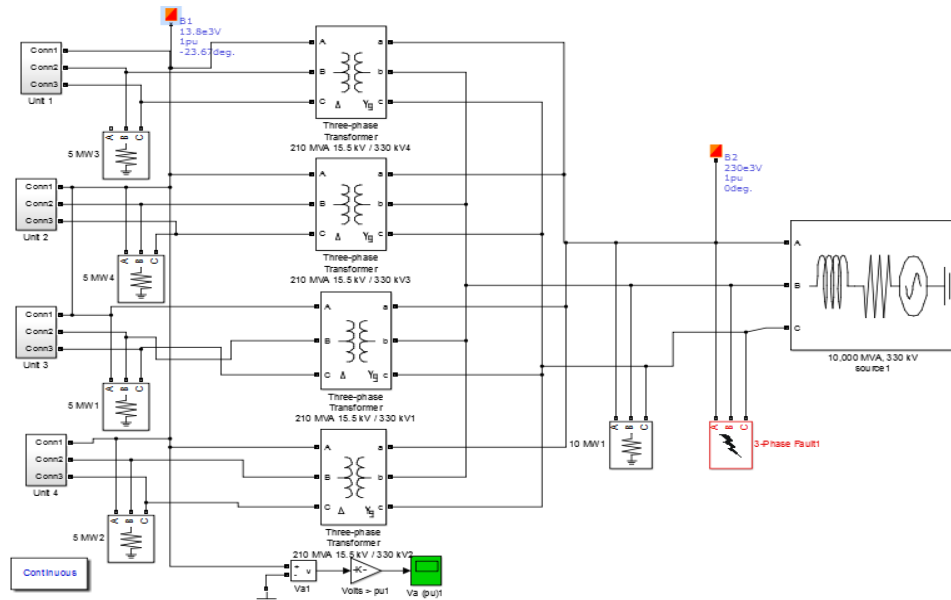 B1
13.8e3V
1pu
-23.67deg.
Conn1
Conn2
Conn3
Unit 1
A
B
C
a
b
c
Δ
Yg
Three-phase
Transformer
210 MVA 15.5 kV / 330 kV4
A
B
C
5 MW3
Conn1
Conn2
Conn3
Unit 2
A
B
C
a
b
c
Δ
Yg
Three-phase
Transformer
210 MVA 15.5 kV / 330 kV3
A
B
C
5 MW4
B2
230e3V
1pu
0deg.
A
B
C
10,000 MVA, 330 kV
source1
Conn1
Conn2
Conn3
Unit 3
A
B
C
a
b
c
Δ
Yg
Three-phase
Transformer
210 MVA 15.5 kV / 330 kV1
A
B
C
5 MW1
Conn1
Conn2
Conn3
Unit 4
A
B
C
a
b
c
Δ
Yg
Three-phase
Transformer
210 MVA 15.5 kV / 330 kV2
A
B
C
5 MW2
A
B
C
10 MW1
A
B
C
3-Phase Fault1
Continuous
+
-
v
Va1
-K-
Volts > pu1
Va (pu)1